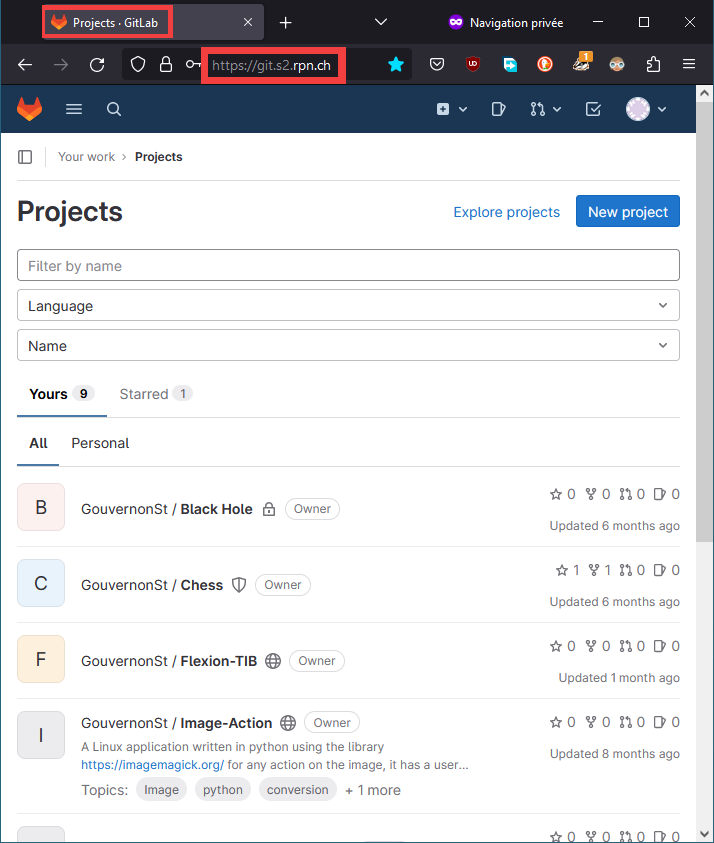 Projects · GitLab
Navigation privée
https://git.s2.rpn.ch
1
Your work › Projects
Projects
Explore projects
New project
Filter by name
Language
Name
Yours 9
Starred 1
All
Personal
B
GouvernonSt / Black Hole
Owner
0 0 0 0
Updated 6 months ago
C
GouvernonSt / Chess
Owner
1 1 0 0
Updated 6 months ago
F
GouvernonSt / Flexion-TIB
Owner
0 0 0 0
Updated 1 month ago
I
GouvernonSt / Image-Action
Owner
A Linux application written in python using the library
https://imagemagick.org/ for any action on the image, it has a user...
Topics: Image python conversion + 1 more
0 0 0 0
Updated 8 months ago
0 0 0 0